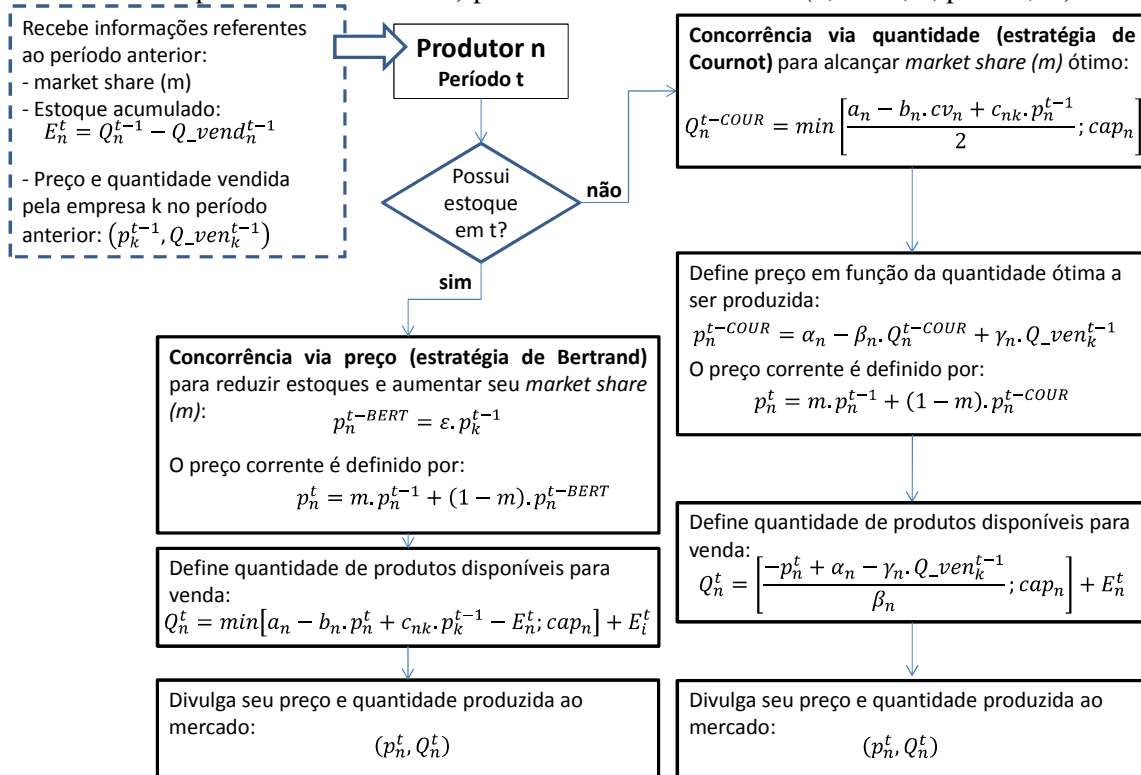 Recebe informações referentes
ao período anterior:
- market share (m)
- Estoque acumulado:
E_n^t = Q_n^{t-1} − Q_vend_n^{t-1}
- Preço e quantidade vendida
pela empresa k no período
anterior: (p_k^{t-1}, Q_ven_k^{t-1})
Produtor n
Período t
Possui
estoque
em t?
não
sim
Concorrência via quantidade (estratégia de
Cournot) para alcançar market share (m) ótimo:
Q_n^{t-COUR} = min [(a_n − b_n. cv_n + c_{nk}. p_n^{t-1}) / 2 ; cap_n]
Define preço em função da quantidade ótima a
ser produzida:
p_n^{t-COUR} = α_n − β_n. Q_n^{t-COUR} + γ_n. Q_ven_k^{t-1}
O preço corrente é definido por:
p_n^t = m. p_n^{t-1} + (1 − m). p_n^{t-COUR}
Define quantidade de produtos disponíveis para
venda:
Q_n^t = [(−p_n^t + α_n − γ_n. Q_ven_k^{t-1}) / β_n ; cap_n] + E_n^t
Divulga seu preço e quantidade produzida ao
mercado:
(p_n^t, Q_n^t)
Concorrência via preço (estratégia de Bertrand)
para reduzir estoques e aumentar seu market share
(m):
p_n^{t-BERT} = ε. p_k^{t-1}
O preço corrente é definido por:
p_n^t = m. p_n^{t-1} + (1 − m). p_n^{t-BERT}
Define quantidade de produtos disponíveis para
venda:
Q_n^t = min[a_n − b_n. p_n^t + c_{nk}. p_k^{t-1} − E_n^t; cap_n] + E_i^t
Divulga seu preço e quantidade produzida ao
mercado:
(p_n^t, Q_n^t)